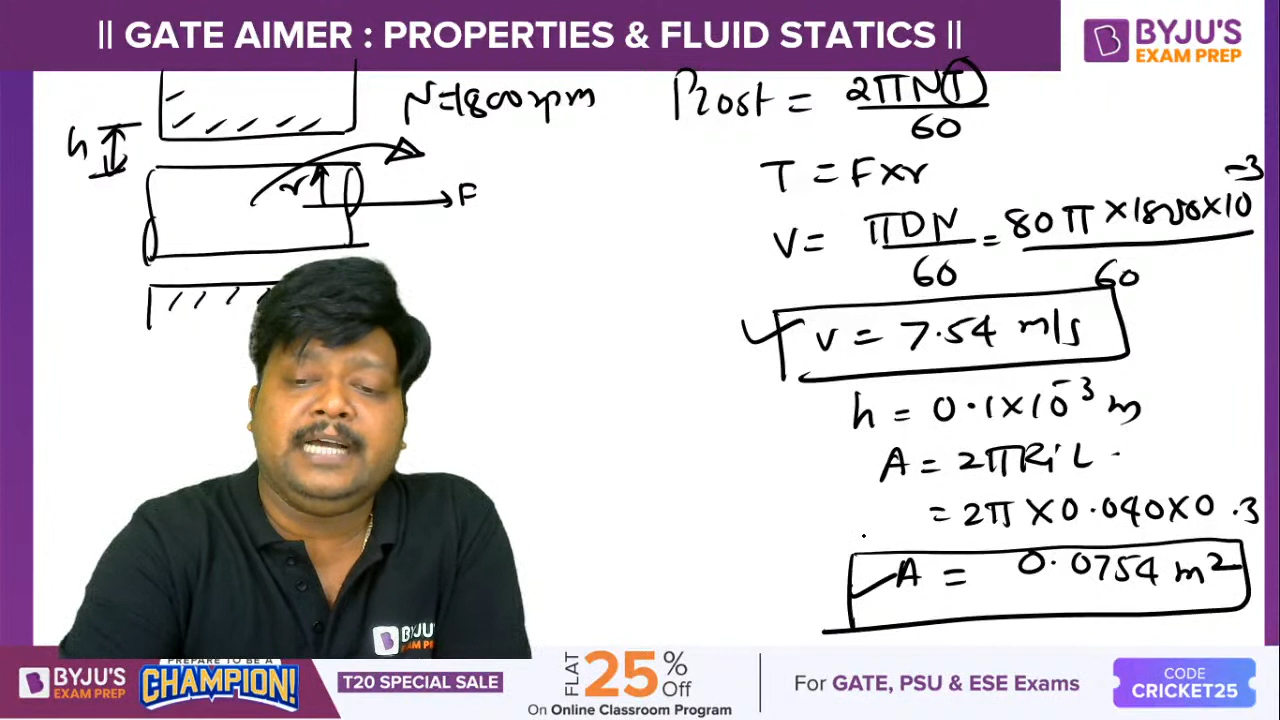 || GATE AIMER : PROPERTIES & FLUID STATICS ||
BYJU'S
EXAM PREP
N=1800rpm
h
r
F
Plost = 2πNT
60
T = F×r
V = πDN = 80π×1800×10⁻³
60 60
V = 7.54 m/s
h = 0.1×10⁻³ m
A = 2πRiL
= 2π×0.040×0.3
A = 0.0754 m²
BYJU'S
EXAM PREP
BYJU'S
EXAM PREP
PREPARE TO BE A
CHAMPION!
T20 SPECIAL SALE
FLAT 25% Off
On Online Classroom Program
For GATE, PSU & ESE Exams
CODE
CRICKET25